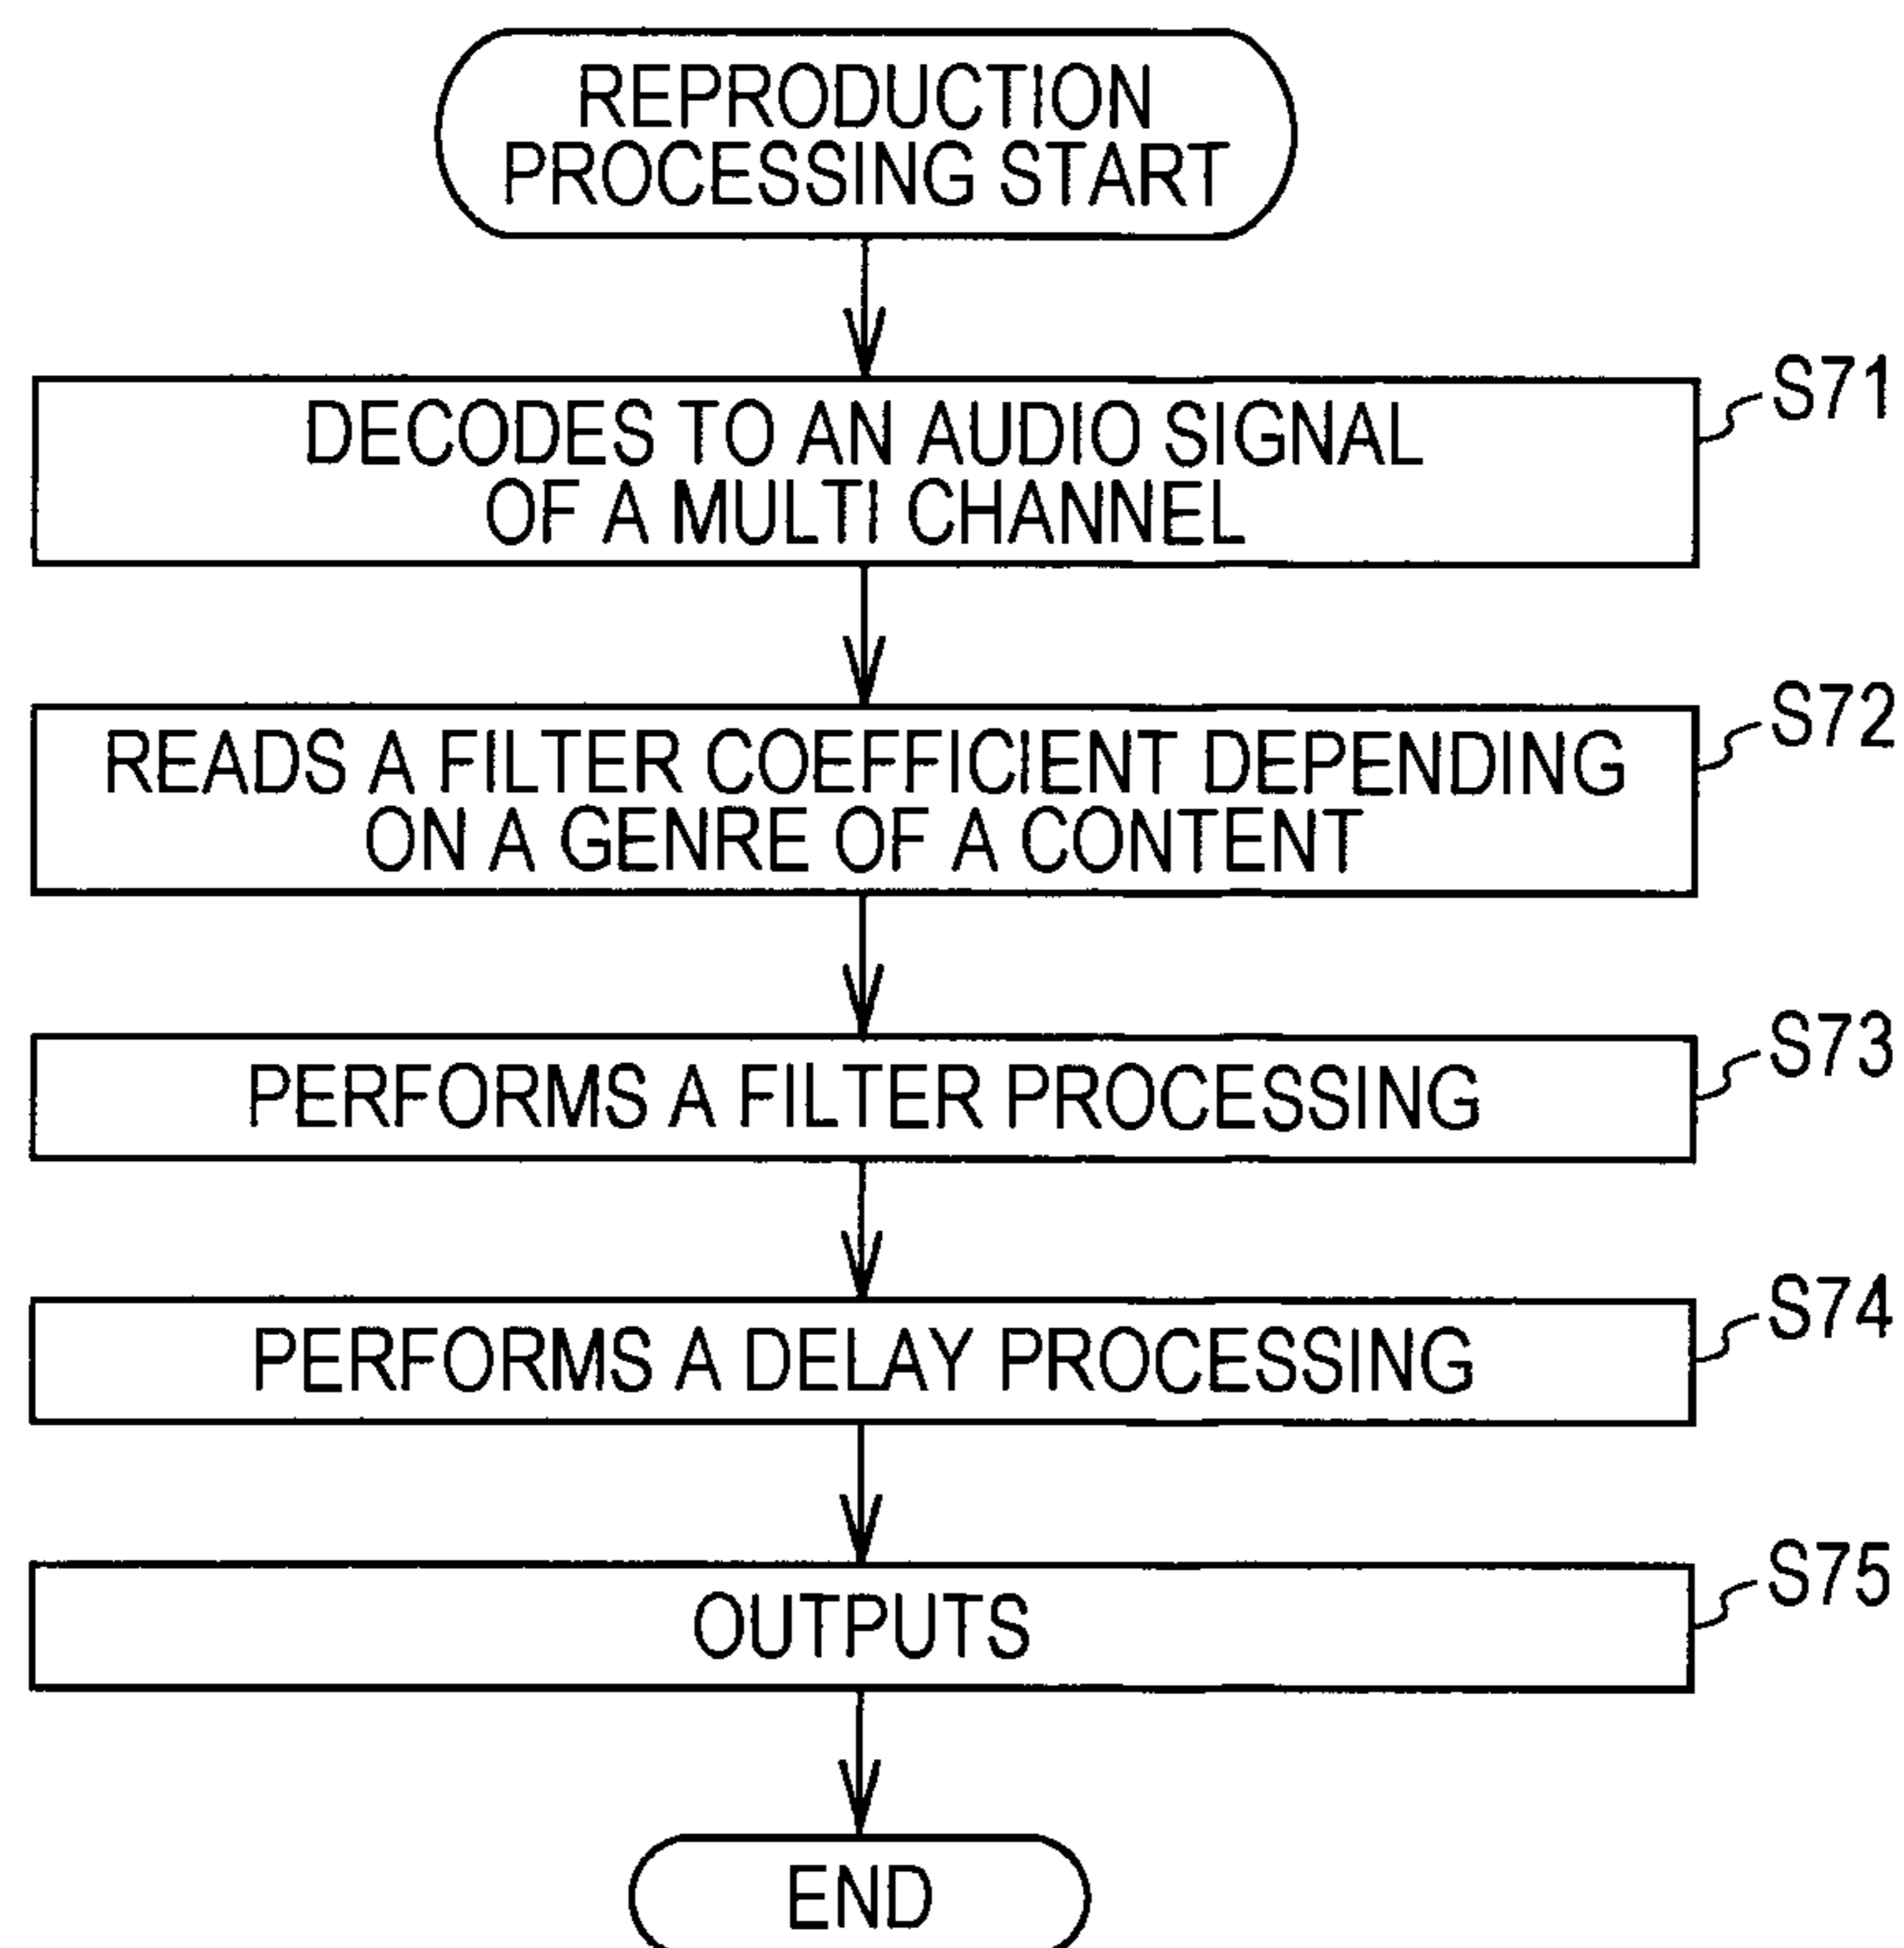 REPRODUCTION
PROCESSING START
S71
DECODES TO AN AUDIO SIGNAL
OF A MULTI CHANNEL
S72
READS A FILTER COEFFICIENT DEPENDING
ON A GENRE OF A CONTENT
S73
PERFORMS A FILTER PROCESSING
S74
PERFORMS A DELAY PROCESSING
S75
OUTPUTS
END